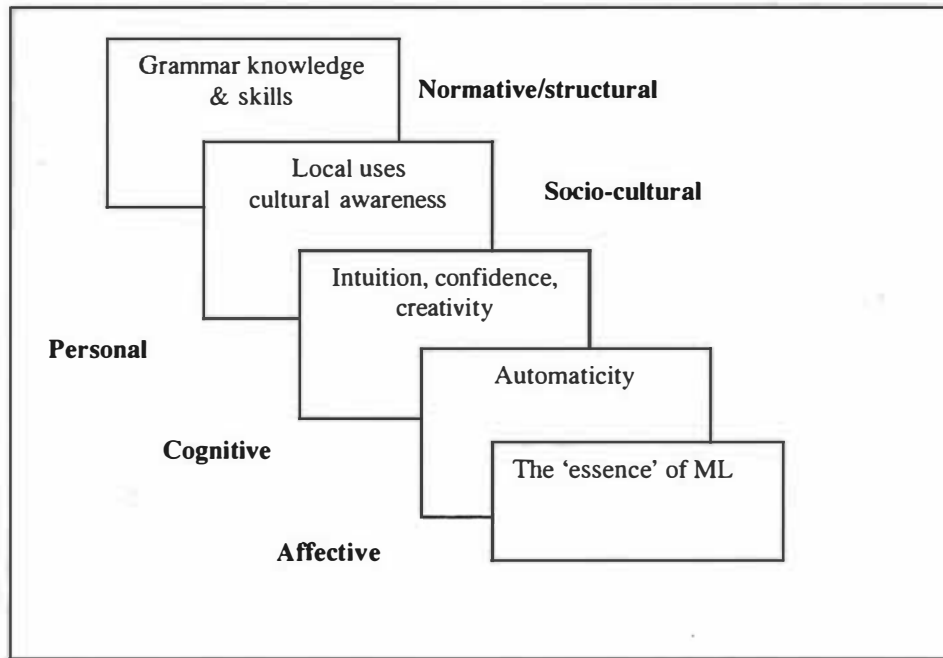 Grammar knowledge
& skills
Normative/structural
Local uses
cultural awareness
Socio-cultural
Intuition, confidence,
creativity
Personal
Automaticity
Cognitive
The ‘essence’ of ML
Affective